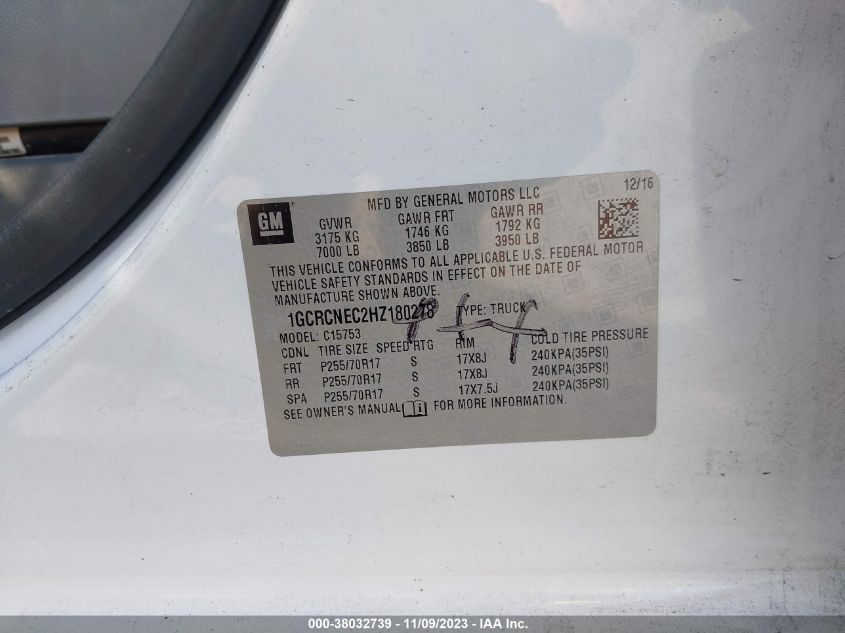 MFD BY GENERAL MOTORS LLC
12/16
GM
GVWR GAWR FRT GAWR RR
3175 KG 1746 KG 1792 KG
7000 LB 3850 LB 3950 LB
THIS VEHICLE CONFORMS TO ALL APPLICABLE U.S. FEDERAL MOTOR
VEHICLE SAFETY STANDARDS IN EFFECT ON THE DATE OF
MANUFACTURE SHOWN ABOVE.
1GCRCNEC2HZ180278 TYPE: TRUCK
MODEL: C15753
CDNL TIRE SIZE SPEED RTG RIM COLD TIRE PRESSURE
FRT P255/70R17 S 17X8J 240KPA(35PSI)
RR P255/70R17 S 17X8J 240KPA(35PSI)
SPA P255/70R17 S 17X7.5J 240KPA(35PSI)
SEE OWNER'S MANUAL FOR MORE INFORMATION.
000-38032739 - 11/09/2023 - IAA Inc.